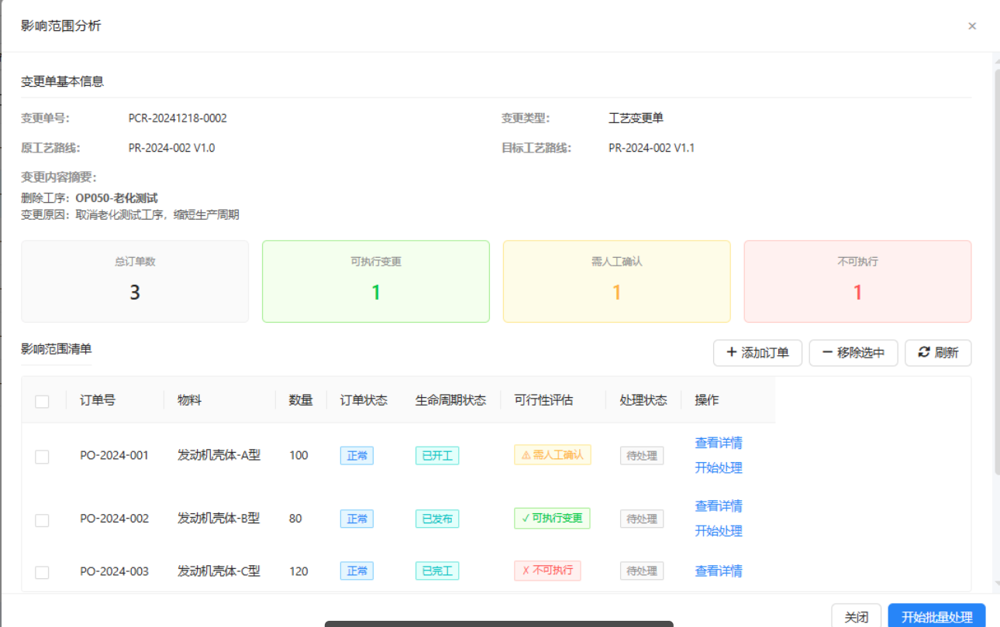 影响范围分析
×
变更单基本信息
变更单号： PCR-20241218-0002 变更类型： 工艺变更单
原工艺路线： PR-2024-002 V1.0 目标工艺路线： PR-2024-002 V1.1
变更内容摘要：
删除工序：OP050-老化测试
变更原因：取消老化测试工序，缩短生产周期
总订单数 可执行变更 需人工确认 不可执行
3 1 1 1
影响范围清单 + 添加订单 − 移除选中 刷新
订单号 物料 数量 订单状态 生命周期状态 可行性评估 处理状态 操作
PO-2024-001 发动机壳体-A型 100 正常 已开工 ⚠ 需人工确认 待处理 查看详情
开始处理
PO-2024-002 发动机壳体-B型 80 正常 已发布 ✓ 可执行变更 待处理 查看详情
开始处理
PO-2024-003 发动机壳体-C型 120 正常 已完工 ✗ 不可执行 待处理 查看详情
关闭 开始批量处理